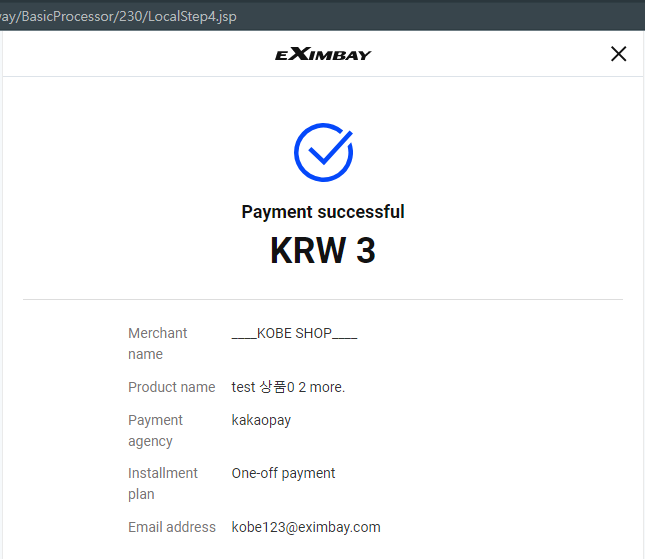 way/BasicProcessor/230/LocalStep4.jsp
EXIMBAY
Payment successful
KRW 3
Merchant name ____KOBE SHOP____
Product name test 상품0 2 more.
Payment agency kakaopay
Installment plan One-off payment
Email address kobe123@eximbay.com